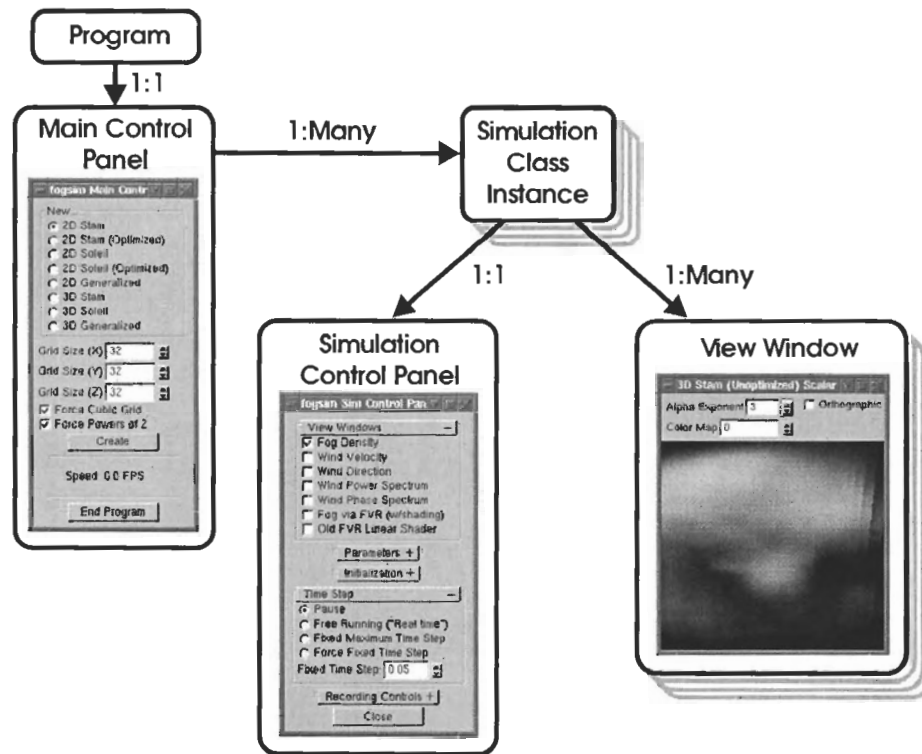 Program
1:1
Main Control
Panel
fogsim Main Contr
New...
2D Stam
2D Stam (Optimized)
2D Soleil
2D Soleil (Optimized)
2D Generalized
3D Stam
3D Soleil
3D Generalized
Grid Size (X) 32
Grid Size (Y) 32
Grid Size (Z) 32
Force Cubic Grid
Force Powers of 2
Create
Speed 0.0 FPS
End Program
1:Many
Simulation
Class
Instance
1:1
1:Many
Simulation
Control Panel
fogsim Sim Control Pan
View Windows
Fog Density
Wind Velocity
Wind Direction
Wind Power Spectrum
Wind Phase Spectrum
Fog via FVR (w/shading)
Old FVR Linear Shader
Parameters +
Initialization +
Time Step
Pause
Free Running ("Real time")
Fixed Maximum Time Step
Force Fixed Time Step
Fixed Time Step: 0.05
Recording Controls +
Close
View Window
3D Stam (Unoptimized) Scalar
Alpha Exponent 3 Orthographic
Color Map 0